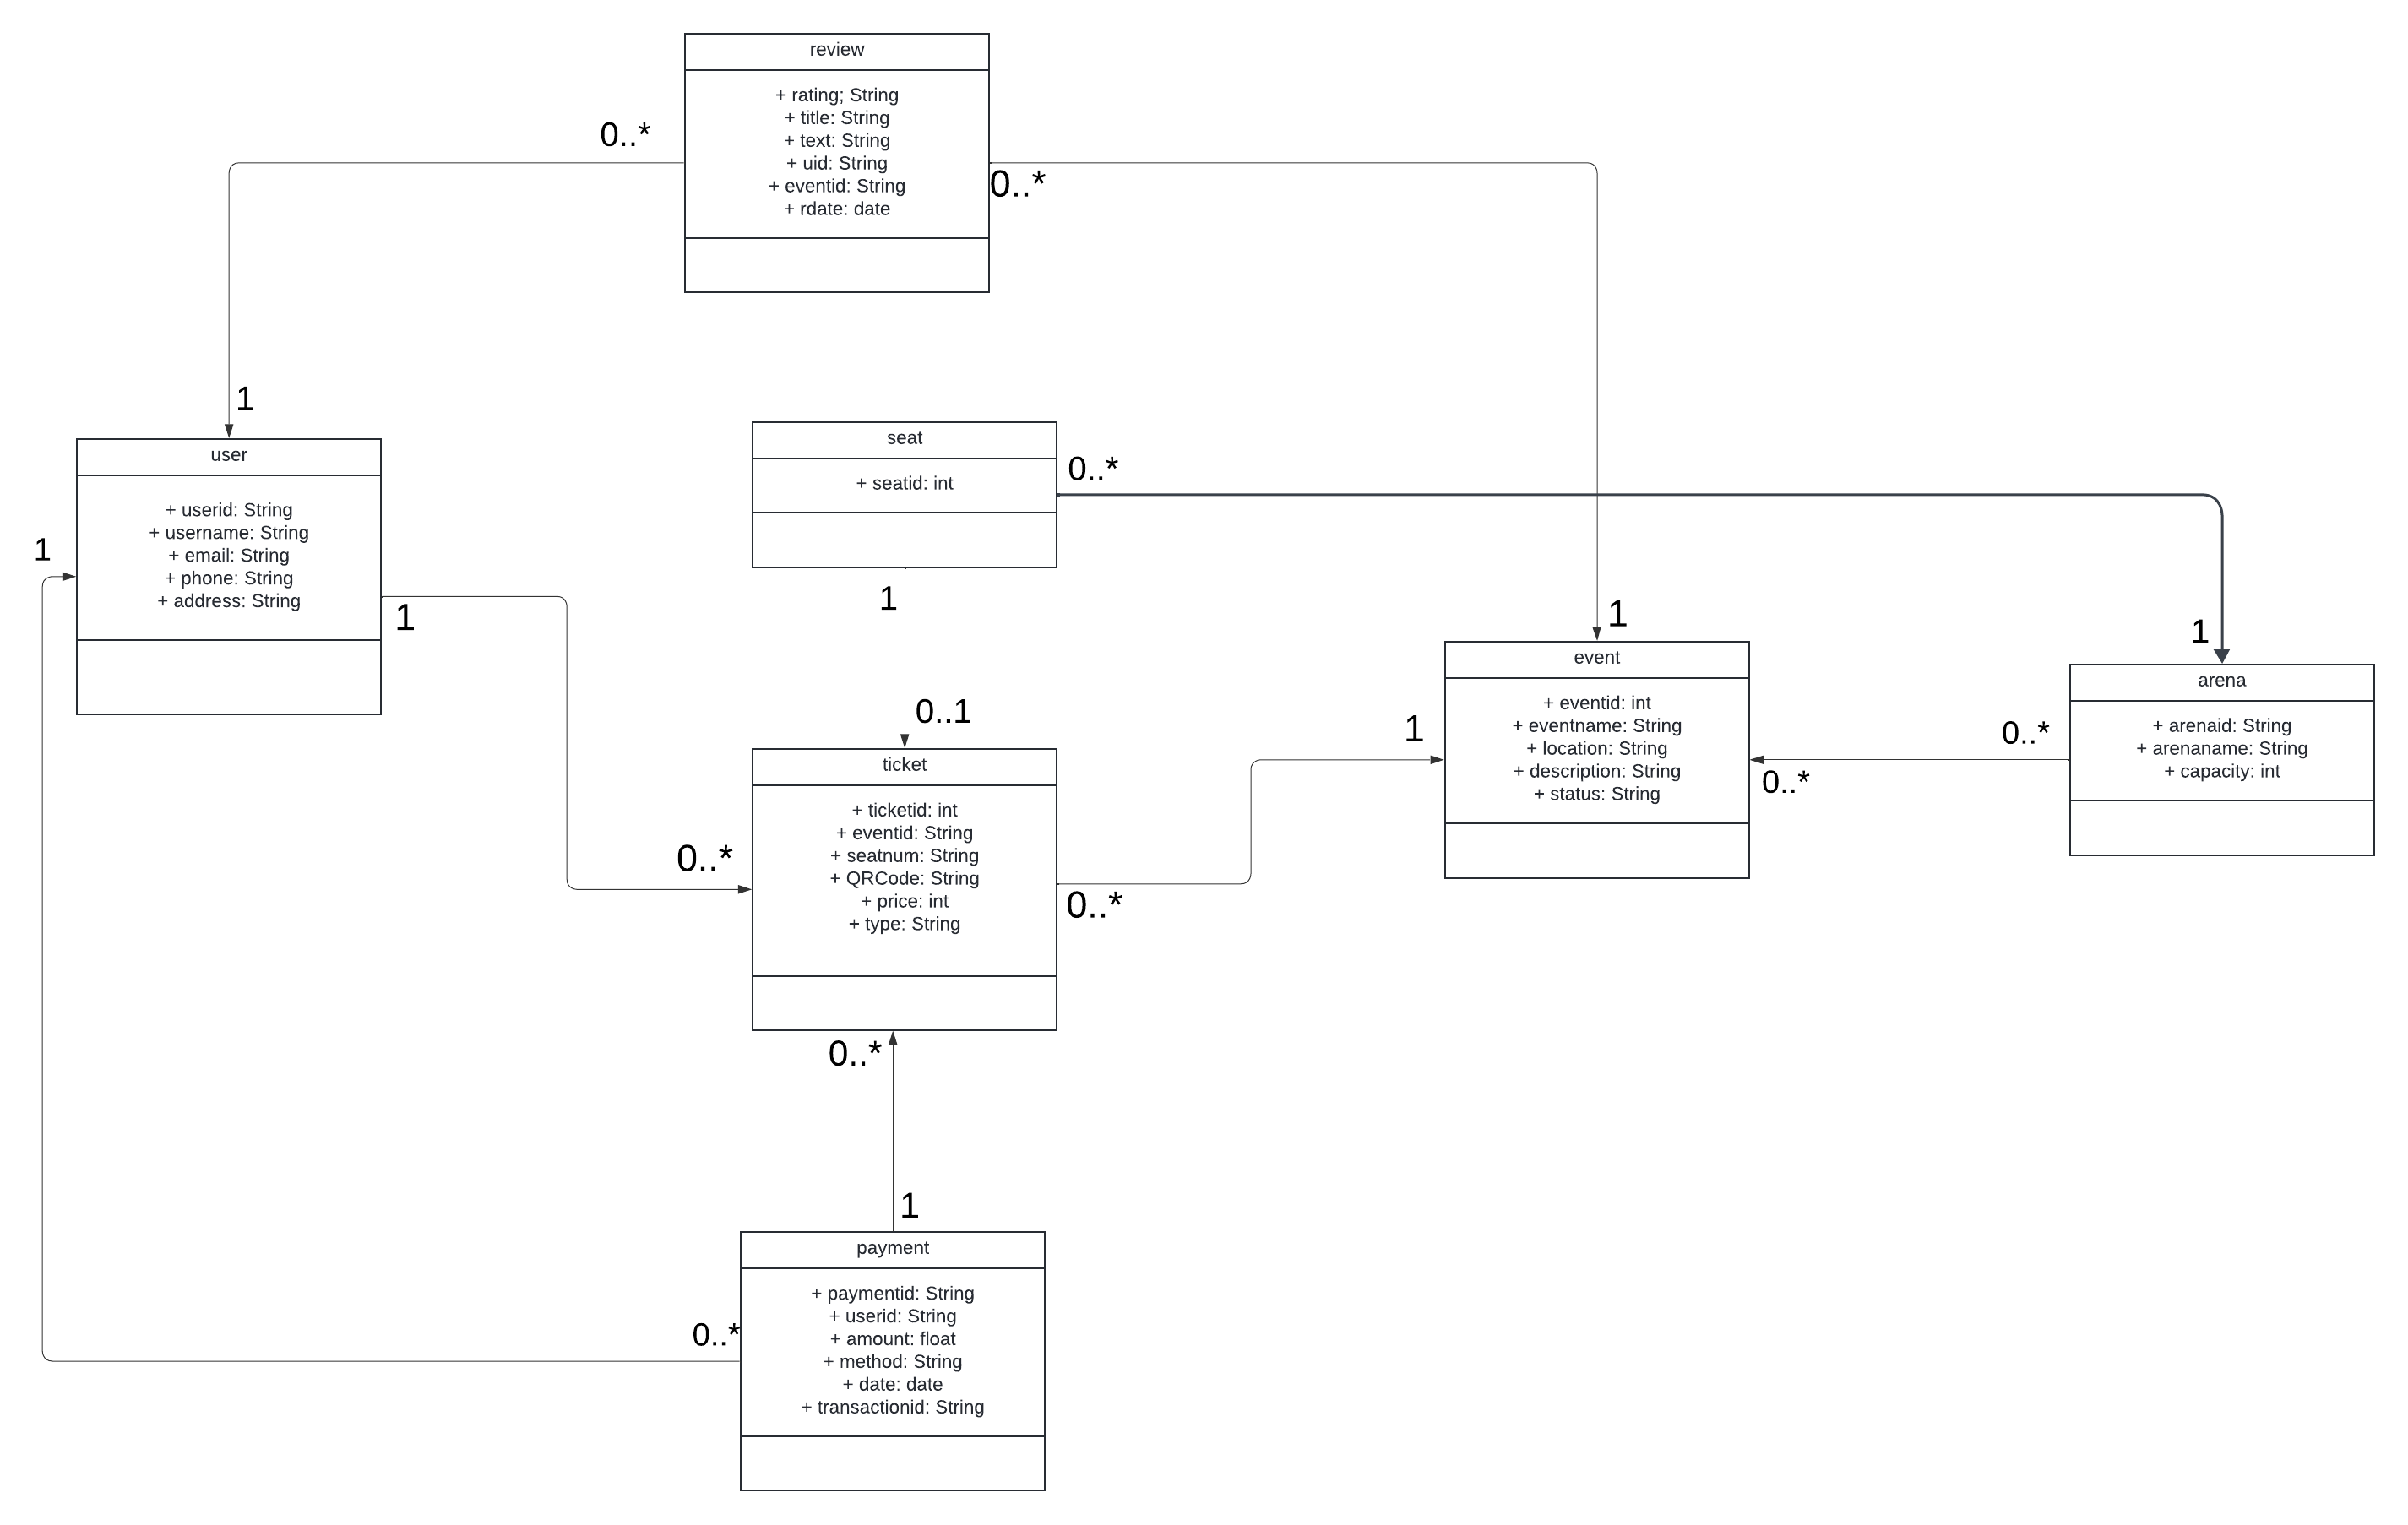 review
+ rating; String
+ title: String
+ text: String
+ uid: String
+ eventid: String
+ rdate: date
0..*
0..*
1
user
+ userid: String
+ username: String
+ email: String
+ phone: String
+ address: String
1
1
seat
+ seatid: int
0..*
1
0..1
1
event
+ eventid: int
+ eventname: String
+ location: String
+ description: String
+ status: String
1
0..*
1
arena
+ arenaid: String
+ arenaname: String
+ capacity: int
0..*
ticket
+ ticketid: int
+ eventid: String
+ seatnum: String
+ QRCode: String
+ price: int
+ type: String
0..*
0..*
0..*
1
payment
+ paymentid: String
+ userid: String
+ amount: float
+ method: String
+ date: date
+ transactionid: String
0..*